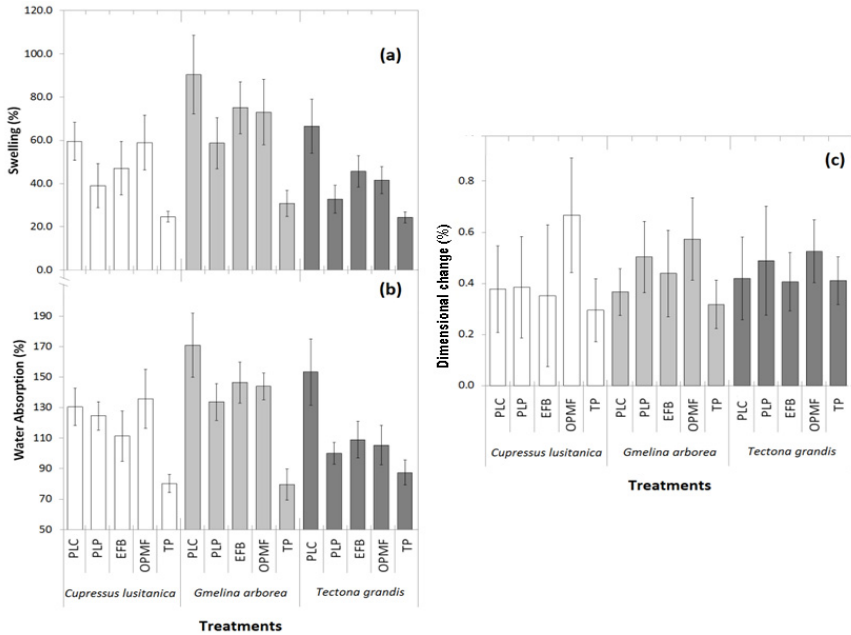 (a)
Swelling (%)
120.0
100.0
80.0
60.0
40.0
20.0
0.0
(b)
Water Absorption (%)
190
170
150
130
110
90
70
50
PLC PLP EFB OPMF TP PLC PLP EFB OPMF TP PLC PLP EFB OPMF TP
Cupressus lusitanica Gmelina arborea Tectona grandis
Treatments
(c)
Dimensional change (%)
0.8
0.6
0.4
0.2
0.0
PLC PLP EFB OPMF TP PLC PLP EFB OPMF TP PLC PLP EFB OPMF TP
Cupressus lusitanica Gmelina arborea Tectona grandis
Treatments